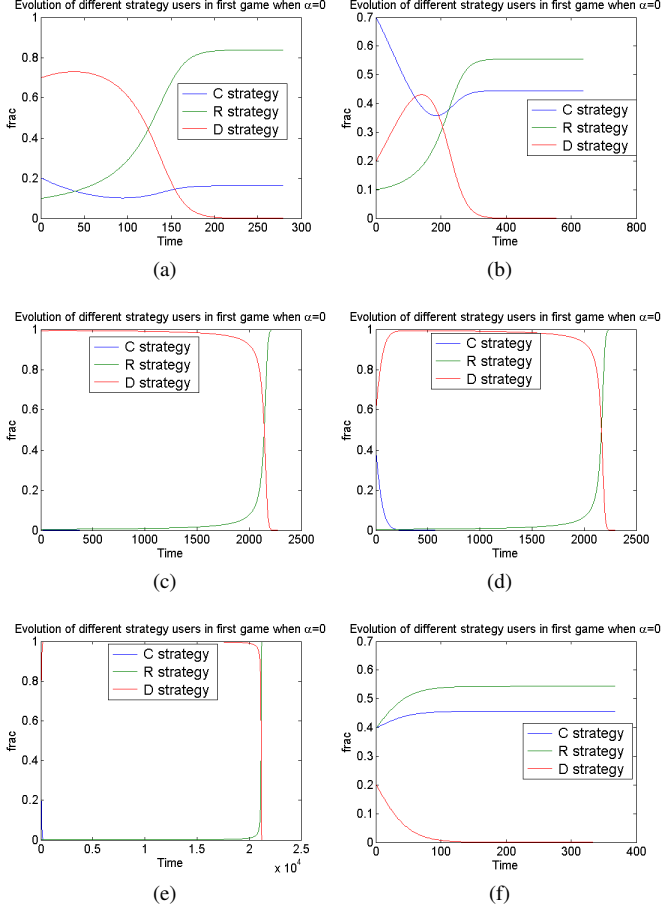 Evolution of different strategy users in first game when α=0
1
0.8
0.6
0.4
0.2
0
frac
C strategy
R strategy
D strategy
0 50 100 150 200 250 300
Time
(a)
Evolution of different strategy users in first game when α=0
0.7
0.6
0.5
0.4
0.3
0.2
0.1
0
frac
C strategy
R strategy
D strategy
0 200 400 600 800
Time
(b)
Evolution of different strategy users in first game when α=0
1
0.8
0.6
0.4
0.2
0
frac
C strategy
R strategy
D strategy
0 500 1000 1500 2000 2500
Time
(c)
Evolution of different strategy users in first game when α=0
1
0.8
0.6
0.4
0.2
0
frac
C strategy
R strategy
D strategy
0 500 1000 1500 2000 2500
Time
(d)
Evolution of different strategy users in first game when α=0
1
0.8
0.6
0.4
0.2
0
frac
C strategy
R strategy
D strategy
0 0.5 1 1.5 2 2.5
Time
x 10^4
(e)
Evolution of different strategy users in first game when α=0
0.7
0.6
0.5
0.4
0.3
0.2
0.1
0
frac
C strategy
R strategy
D strategy
0 100 200 300 400
Time
(f)